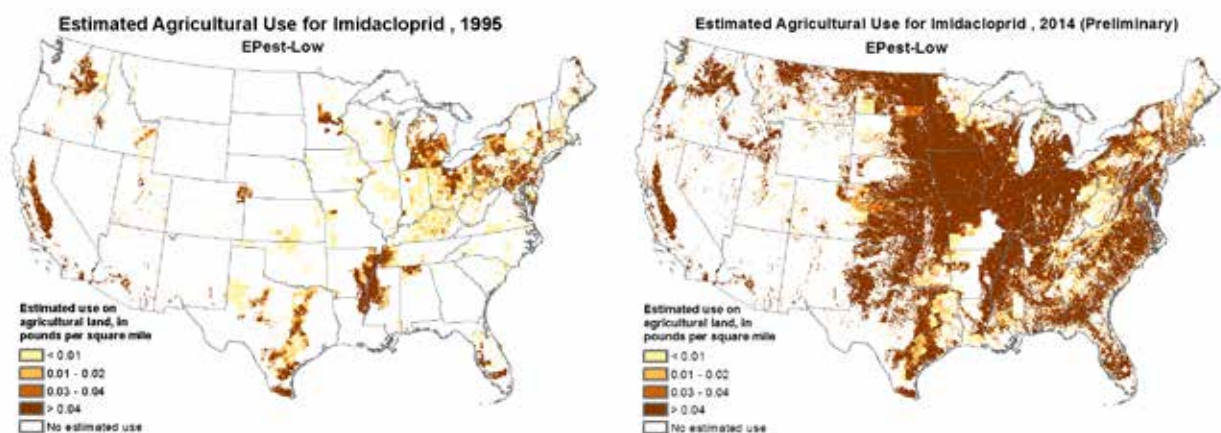 Estimated Agricultural Use for Imidacloprid , 1995
EPest-Low
Estimated use on
agricultural land, in
pounds per square mile
< 0.01
0.01 - 0.02
0.03 - 0.04
> 0.04
No estimated use
Estimated Agricultural Use for Imidacloprid , 2014 (Preliminary)
EPest-Low
Estimated use on
agricultural land, in
pounds per square mile
< 0.01
0.01 - 0.02
0.03 - 0.04
> 0.04
No estimated use